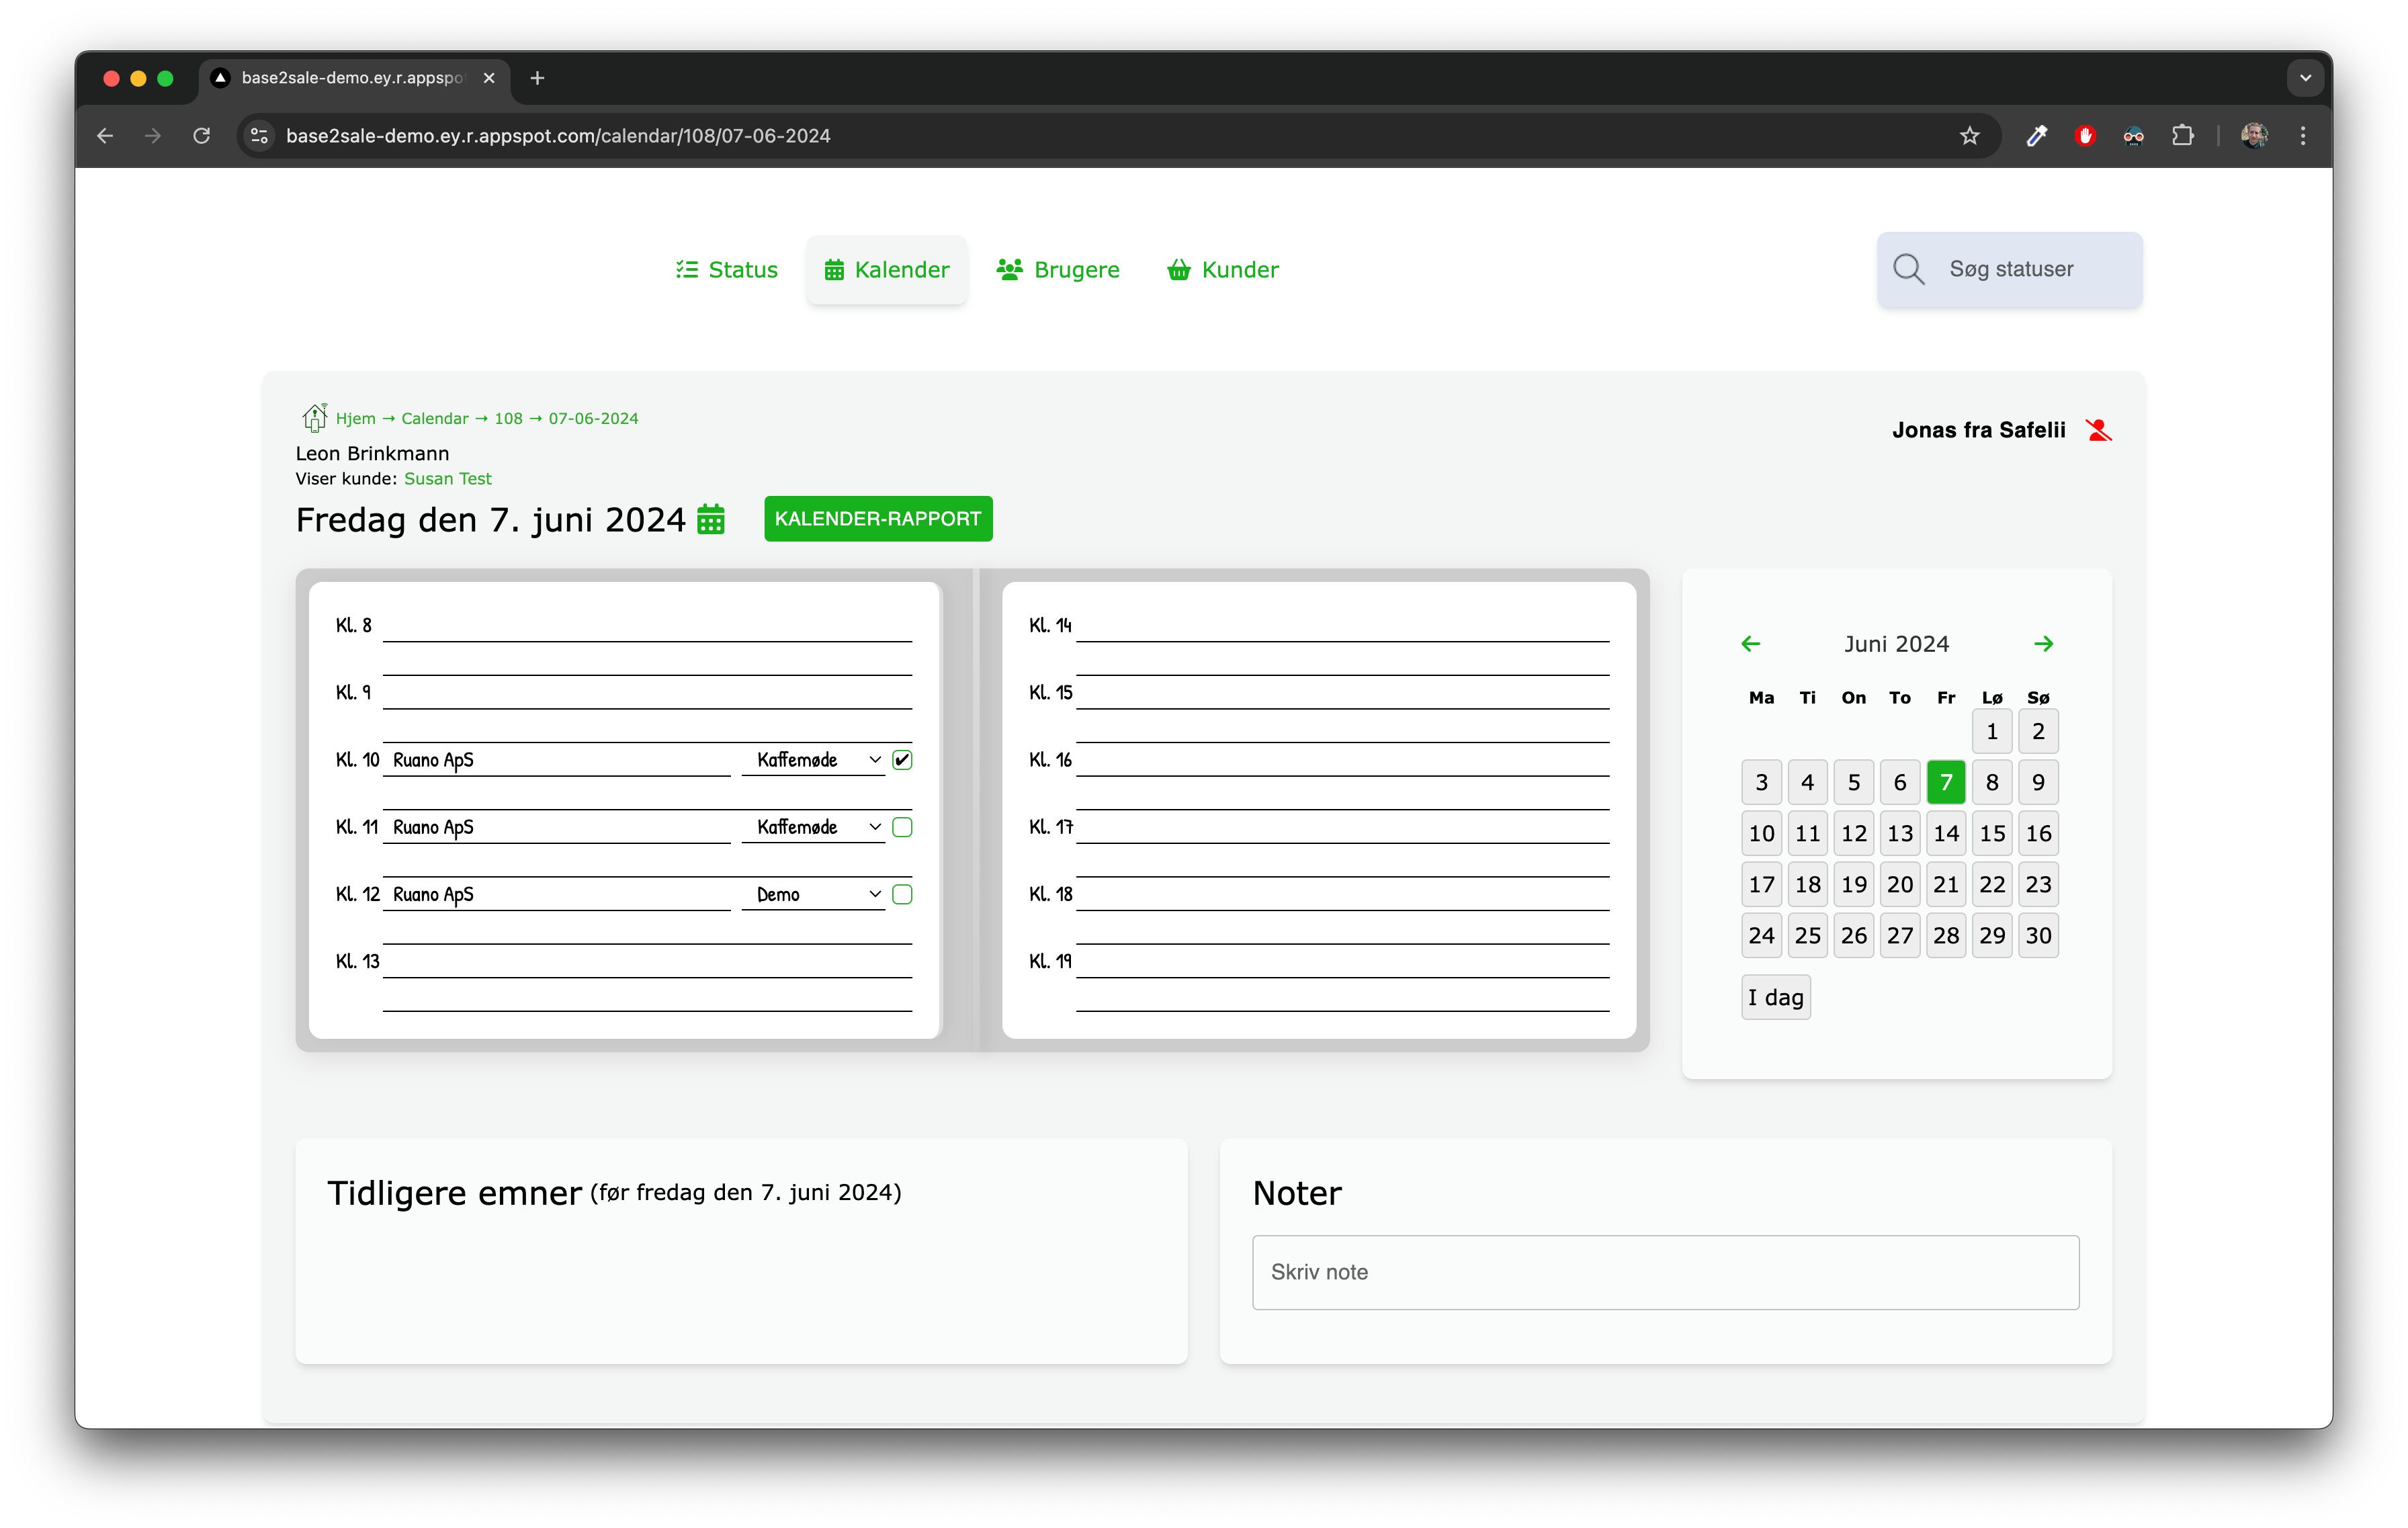 base2sale-demo.ey.r.appspo
base2sale-demo.ey.r.appspot.com/calendar/108/07-06-2024
Status
Kalender
Brugere
Kunder
Søg statuser
Hjem → Calendar → 108 → 07-06-2024
Jonas fra Safelii
Leon Brinkmann
Viser kunde: Susan Test
Fredag den 7. juni 2024
KALENDER-RAPPORT
Kl. 8
Kl. 9
Kl. 10 Ruano ApS Kaffemøde
Kl. 11 Ruano ApS Kaffemøde
Kl. 12 Ruano ApS Demo
Kl. 13
Kl. 14
Kl. 15
Kl. 16
Kl. 17
Kl. 18
Kl. 19
Juni 2024
Ma Ti On To Fr Lø Sø
1 2
3 4 5 6 7 8 9
10 11 12 13 14 15 16
17 18 19 20 21 22 23
24 25 26 27 28 29 30
I dag
Tidligere emner (før fredag den 7. juni 2024)
Noter
Skriv note